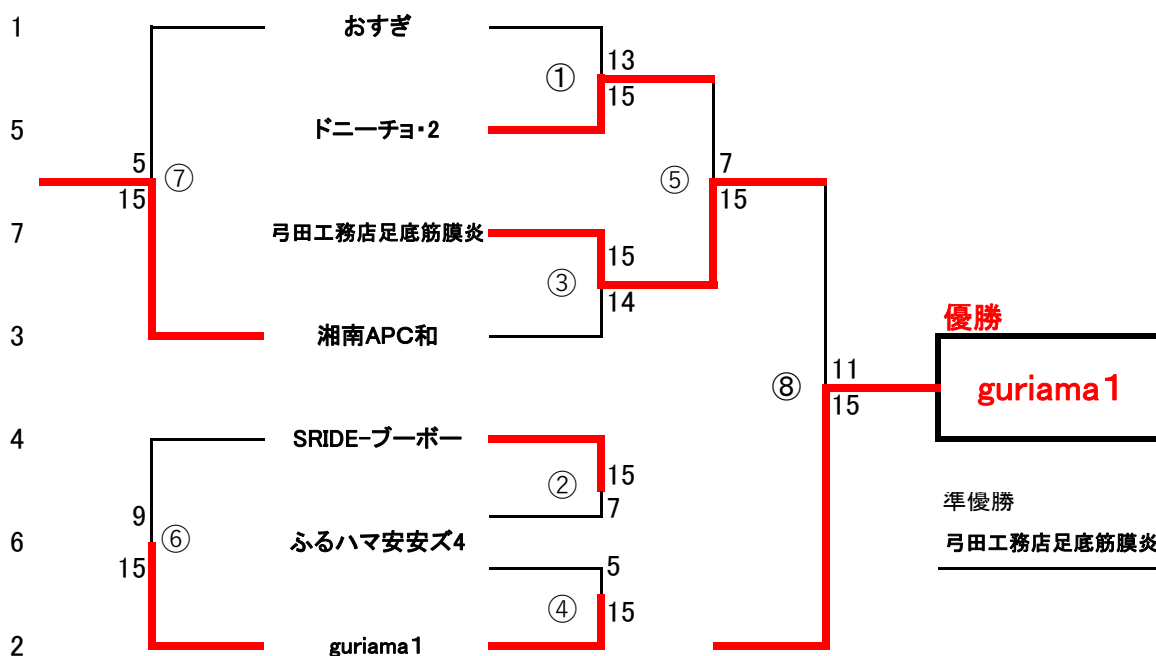 1 おすぎ
13
①
15
5 ドニーチョ・2
5 ⑦ ⑤ 7
15 15
7 弓田工務店足底筋膜炎
15
③
14
3 湘南APC和
優勝
11
⑧ guriama1
15
4 SRIDE-ブーボー
15
②
9 7
準優勝
6 ⑥ ふるハマ安安ズ4
弓田工務店足底筋膜炎
15 5
④ 15
2 guriama1